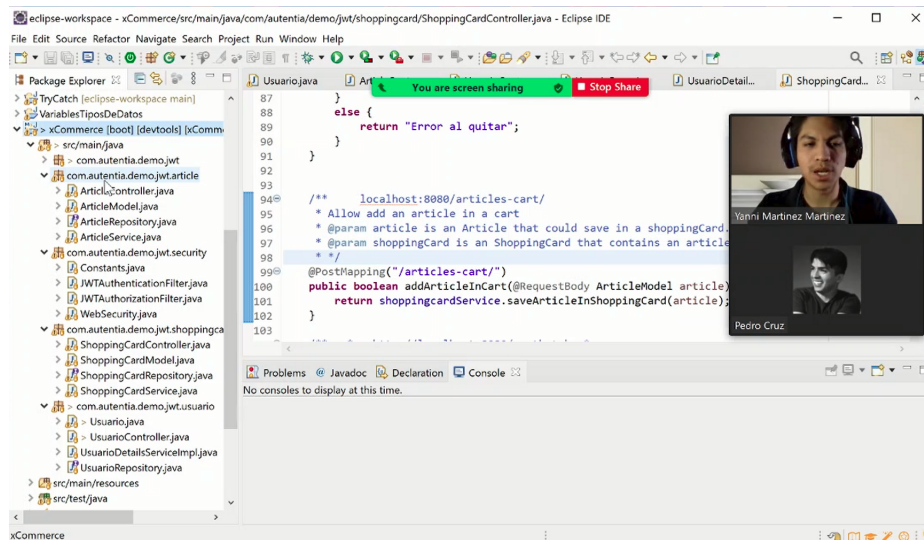 eclipse-workspace - xCommerce/src/main/java/com/autentia/demo/jwt/shoppingcard/ShoppingCardController.java - Eclipse IDE
File Edit Source Refactor Navigate Search Project Run Window Help
Package Explorer
TryCatch [eclipse-workspace main]
VariablesTiposDeDatos
> xCommerce [boot] [devtools] [xComm
> src/main/java
> com.autentia.demo.jwt
com.autentia.demo.jwt.article
ArticleController.java
ArticleModel.java
ArticleRepository.java
ArticleService.java
com.autentia.demo.jwt.security
Constants.java
JWTAuthenticationFilter.java
JWTAuthorizationFilter.java
WebSecurity.java
com.autentia.demo.jwt.shoppingca
ShoppingCardController.java
ShoppingCardModel.java
ShoppingCardRepository.java
ShoppingCardService.java
> com.autentia.demo.jwt.usuario
> Usuario.java
> UsuarioController.java
UsuarioDetailsServiceImpl.java
UsuarioRepository.java
src/main/resources
src/test/java
Usuario.java
UsuarioDetail...
ShoppingCard...
You are screen sharing
Stop Share
87 }
88 else {
89 return "Error al quitar";
90 }
91 }
92
93
94 /** localhost:8080/articles-cart/
95 * Allow add an article in a cart
96 * @param article is an Article that could save in a shoppingCard.
97 * @param shoppingCard is an ShoppingCard that contains an article
98 * */
99 @PostMapping("/articles-cart/")
100 public boolean addArticleInCart(@RequestBody ArticleModel article)
101 return shoppingcardService.saveArticleInShoppingCard(article);
102 }
103
Yanni Martinez Martinez
Pedro Cruz
Problems @ Javadoc Declaration Console
No consoles to display at this time.
xCommerce